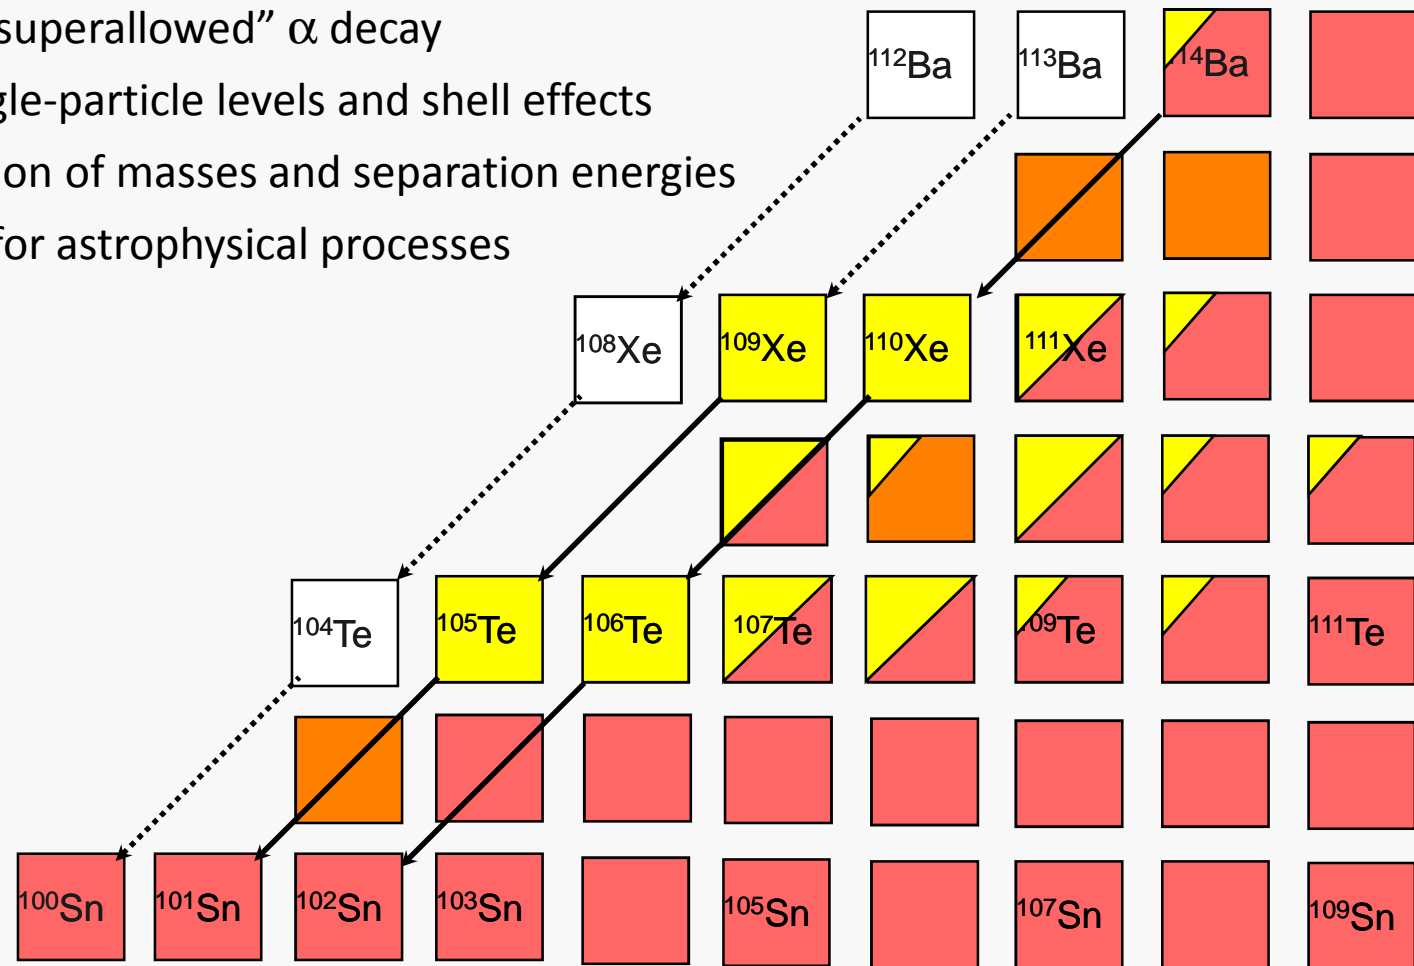 superallowed” α decay
gle-particle levels and shell effects
on of masses and separation energies
for astrophysical processes
¹¹²Ba ¹¹³Ba ¹⁴Ba
¹⁰⁸Xe ¹⁰⁹Xe ¹¹⁰Xe ¹¹¹Xe
¹⁰⁴Te ¹⁰⁵Te ¹⁰⁶Te ¹⁰⁷Te ¹⁰⁹Te ¹¹¹Te
¹⁰⁰Sn ¹⁰¹Sn ¹⁰²Sn ¹⁰³Sn ¹⁰⁵Sn ¹⁰⁷Sn ¹⁰⁹Sn